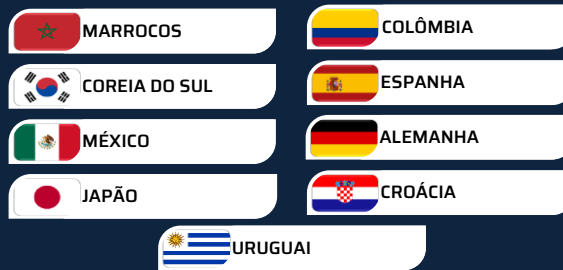 MARROCOS
COLÔMBIA
COREIA DO SUL
ESPANHA
MÉXICO
ALEMANHA
JAPÃO
CROÁCIA
URUGUAI